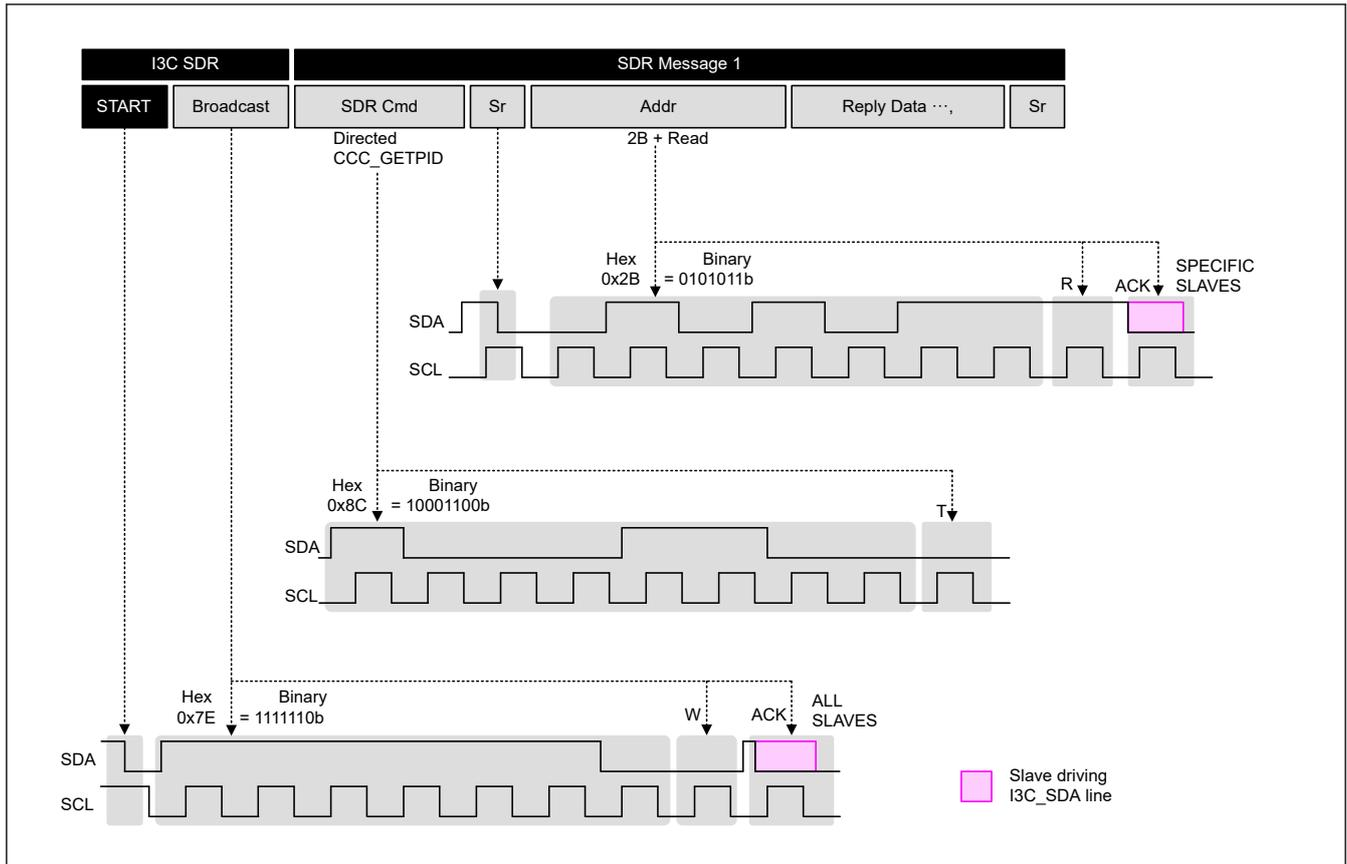 I3C SDR
SDR Message 1
START
Broadcast
SDR Cmd
Sr
Addr
Reply Data ···,
Sr
Directed
CCC_GETPID
2B + Read
Hex
0x2B
Binary
= 0101011b
R
ACK
SPECIFIC
SLAVES
SDA
SCL
Hex
0x8C
Binary
= 10001100b
T
SDA
SCL
Hex
0x7E
Binary
= 1111110b
W
ACK
ALL
SLAVES
SDA
SCL
Slave driving
I3C_SDA line